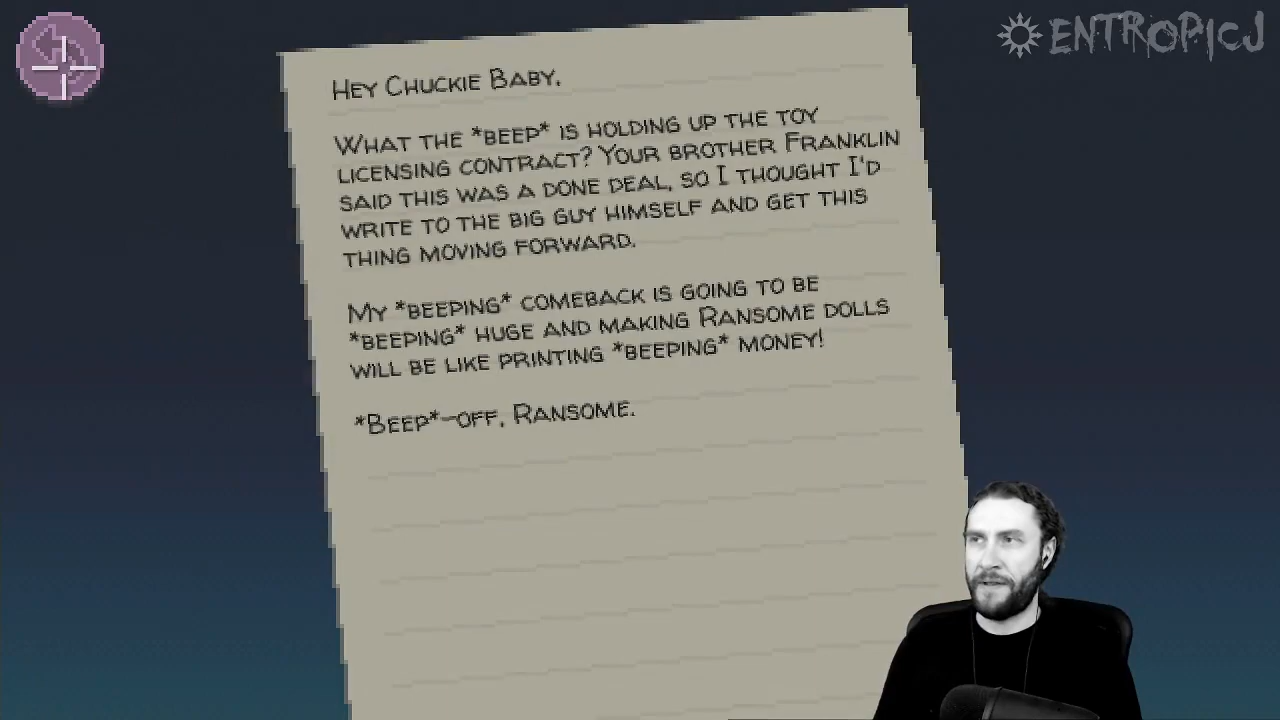 ENTROPICJ
Hey Chuckie Baby,
What the *beep* is holding up the toy
licensing contract? Your brother Franklin
said this was a done deal, so I thought I'd
write to the big guy himself and get this
thing moving forward.
My *beeping* comeback is going to be
*beeping* huge and making Ransome dolls
will be like printing *beeping* money!
*Beep*-off, Ransome.